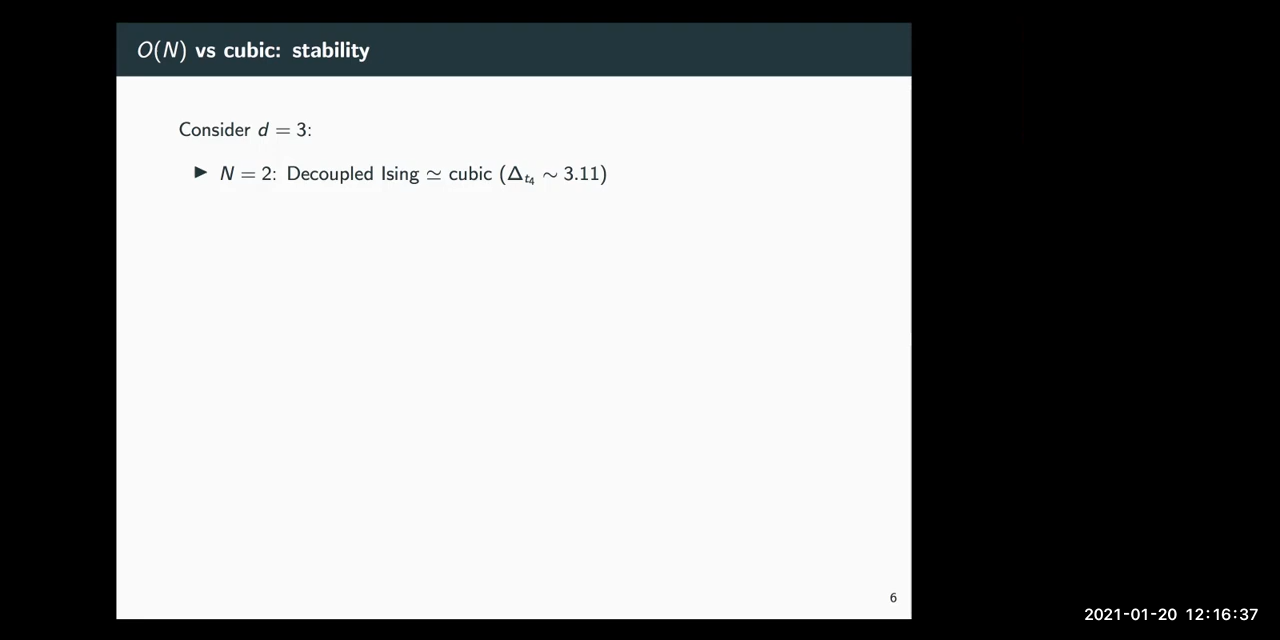 O(N) vs cubic: stability
Consider d = 3:
▶ N = 2: Decoupled Ising ≃ cubic (Δ_{t_4} ∼ 3.11)
6
2021-01-20 12:16:37